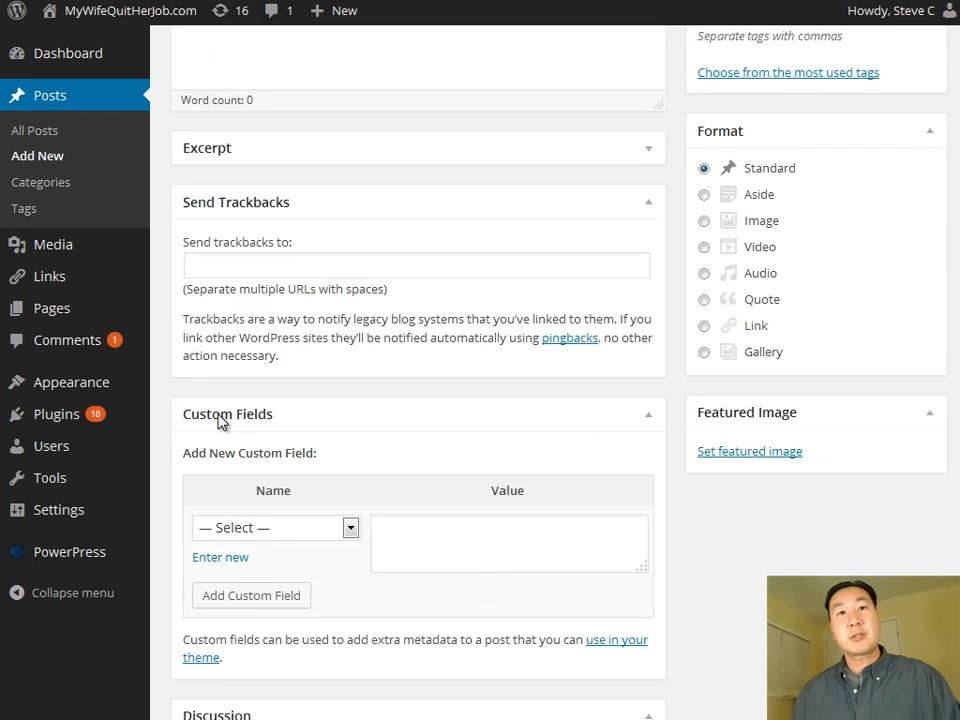 MyWifeQuitHerJob.com 16 1 New Howdy, Steve C
Dashboard
Posts
All Posts
Add New
Categories
Tags
Media
Links
Pages
Comments 1
Appearance
Plugins 10
Users
Tools
Settings
PowerPress
Collapse menu
Word count: 0
Excerpt
Send Trackbacks
Send trackbacks to:
(Separate multiple URLs with spaces)
Trackbacks are a way to notify legacy blog systems that you've linked to them. If you
link other WordPress sites they'll be notified automatically using pingbacks, no other
action necessary.
Custom Fields
Add New Custom Field:
Name Value
— Select —
Enter new
Add Custom Field
Custom fields can be used to add extra metadata to a post that you can use in your
theme.
Discussion
Separate tags with commas
Choose from the most used tags
Format
Standard
Aside
Image
Video
Audio
Quote
Link
Gallery
Featured Image
Set featured image